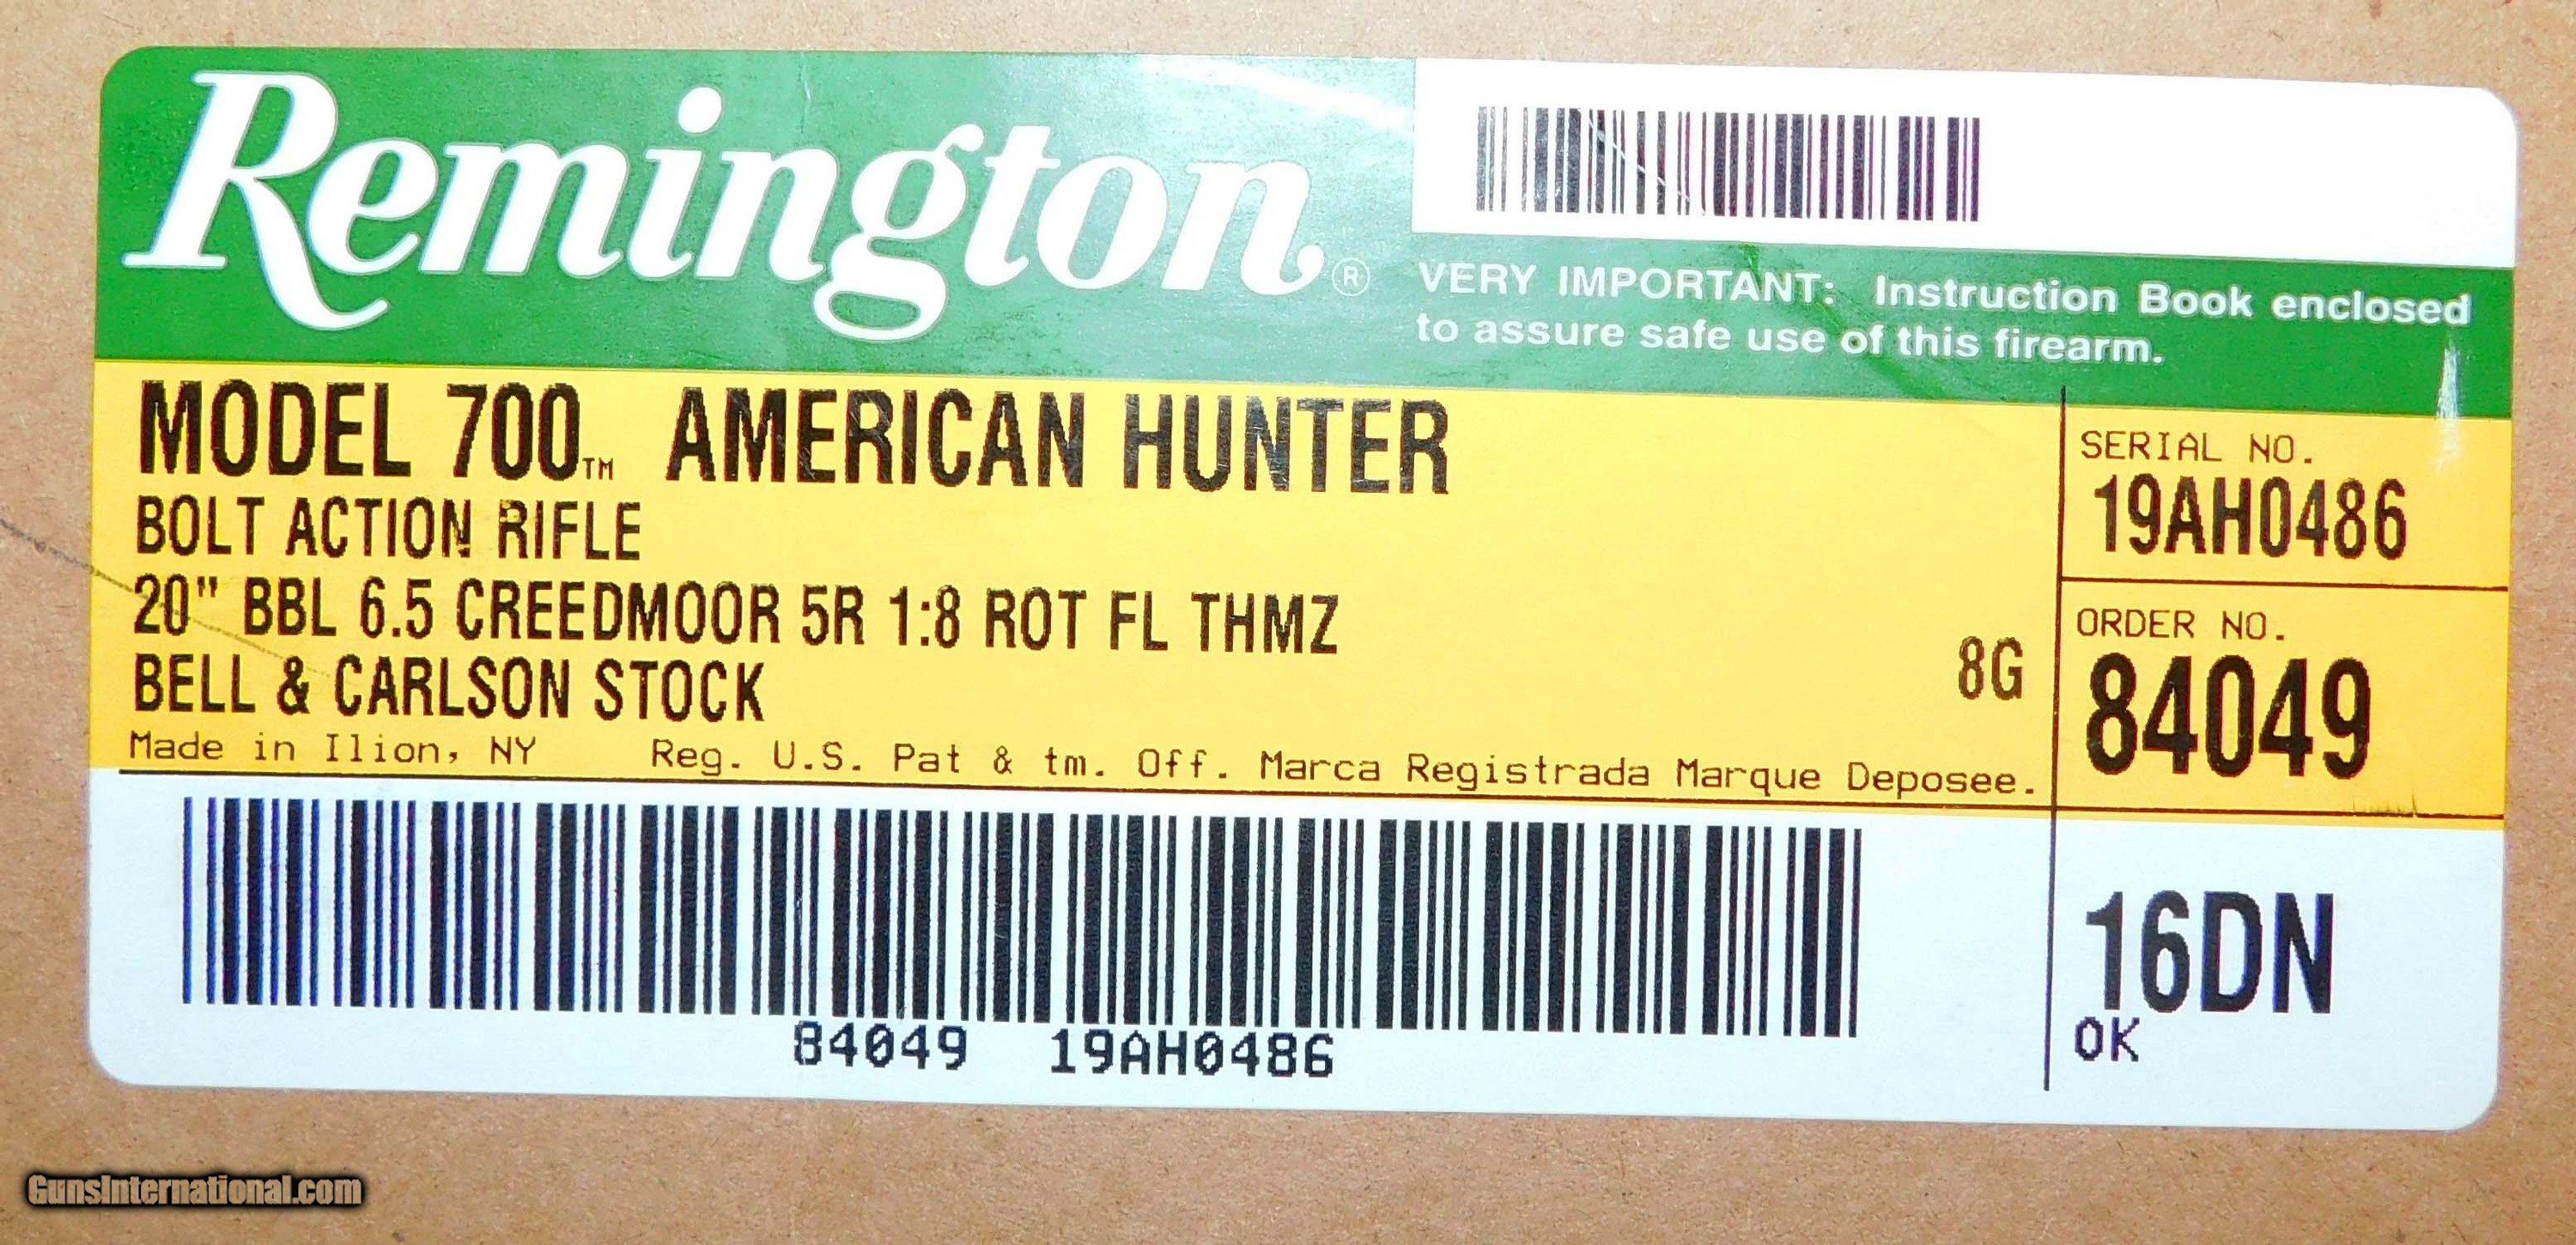 Remington®
VERY IMPORTANT: Instruction Book enclosed
to assure safe use of this firearm.
MODEL 700™ AMERICAN HUNTER
BOLT ACTION RIFLE
20" BBL 6.5 CREEDMOOR 5R 1:8 ROT FL THMZ
BELL & CARLSON STOCK
8G
Made in Ilion, NY Reg. U.S. Pat & tm. Off. Marca Registrada Marque Deposee.
SERIAL NO.
19AH0486
ORDER NO.
84049
16DN
OK
84049 19AH0486
GunsInternational.com